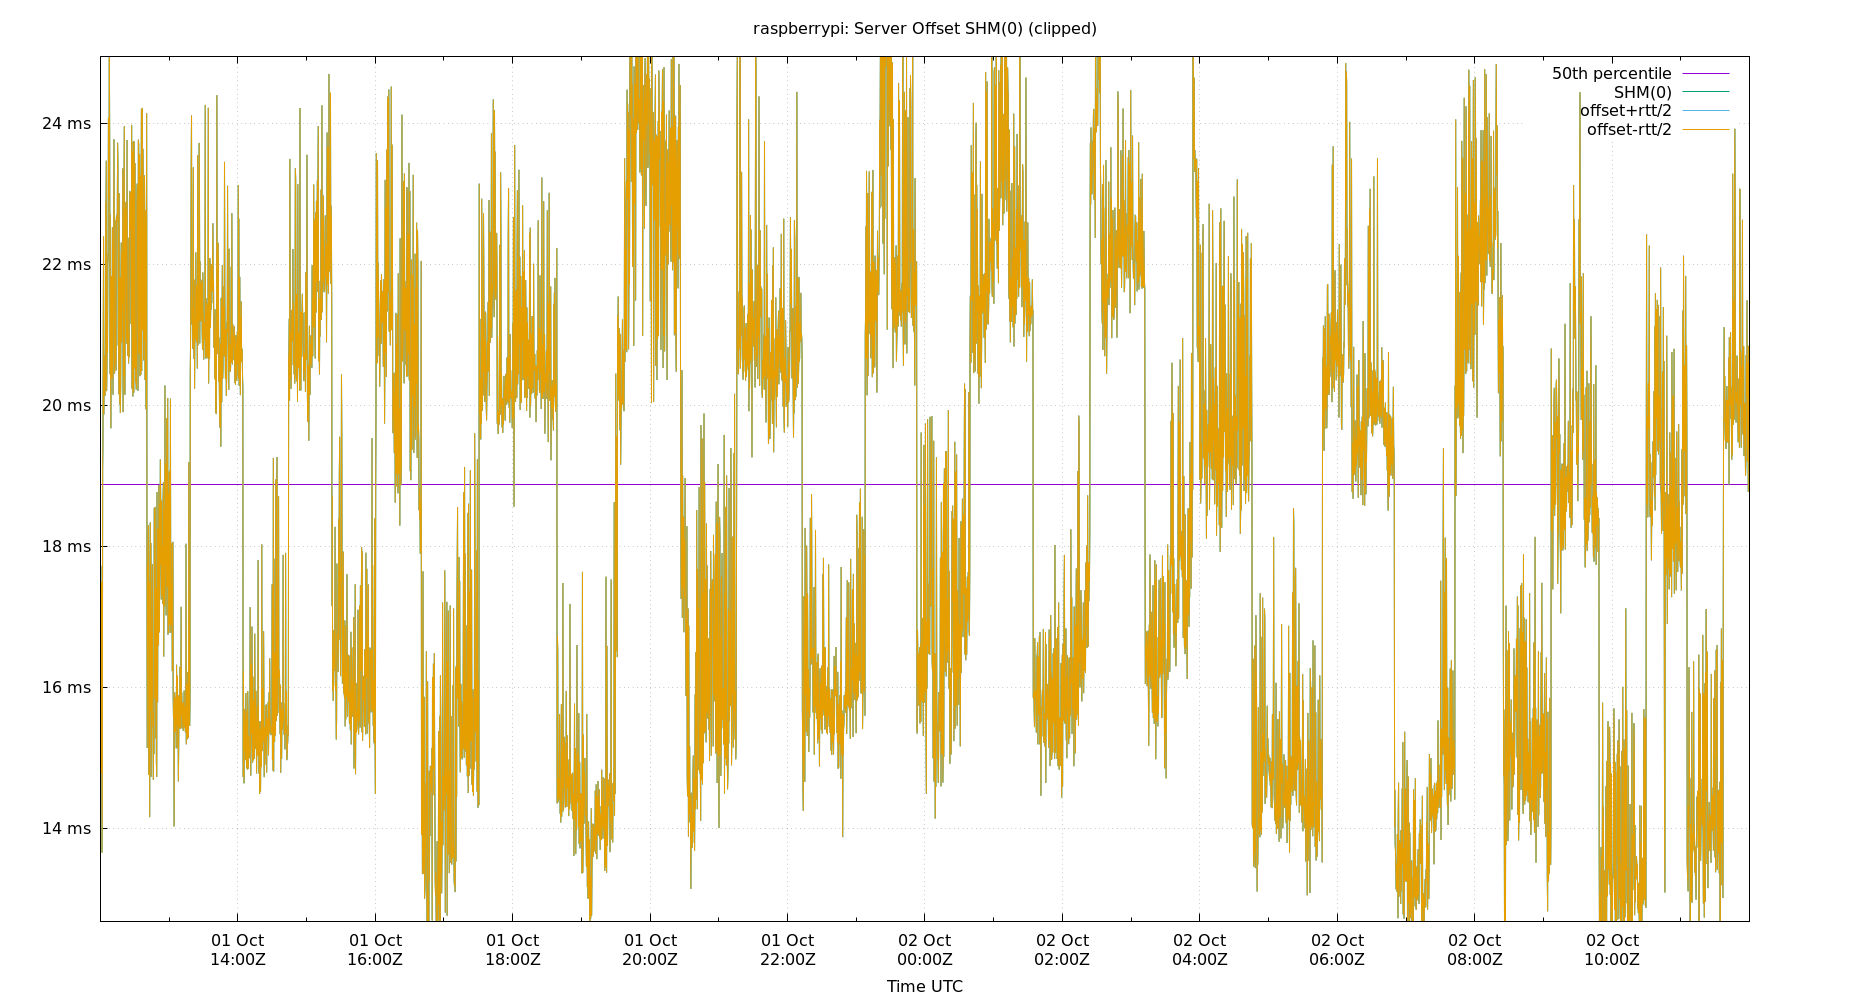 raspberrypi: Server Offset SHM(0) (clipped)
50th percentile
SHM(0)
offset+rtt/2
offset-rtt/2
24 ms
22 ms
20 ms
18 ms
16 ms
14 ms
01 Oct 01 Oct 01 Oct 01 Oct 01 Oct 02 Oct 02 Oct 02 Oct 02 Oct 02 Oct 02 Oct
14:00Z 16:00Z 18:00Z 20:00Z 22:00Z 00:00Z 02:00Z 04:00Z 06:00Z 08:00Z 10:00Z
Time UTC